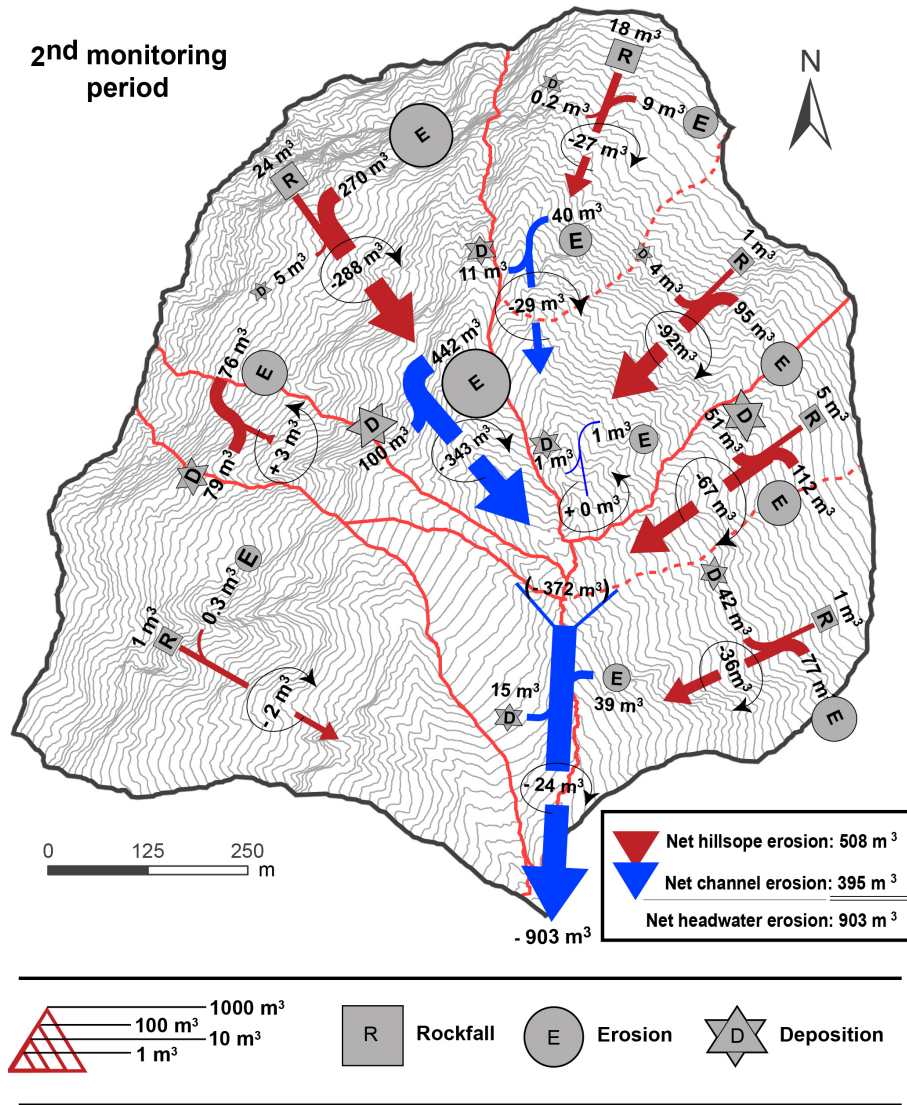 2nd monitoring
period
N
18 m³
R
D
0.2 m³
9 m³
E
-27 m³
E
24 m³
R
270 m³
5 m³
D
-288 m³
40 m³
E
D
11 m³
-29 m³
1 m³
R
D
4 m³
95 m³
-92m³
E
76 m³
E
D
79 m³
+ 3 m³
442 m³
E
D
100 m³
- 343 m³
D
1 m³
1 m³
E
+ 0 m³
5 m³
R
D
51 m³
112 m³
E
-67 m³
D
42 m³
1 m³
R
77 m
E
-36m³
E
0.3 m³
1 m³
R
- 2 m³
(- 372 m³)
15 m³
D
E
39 m³
- 24 m³
- 903 m³
0 125 250
m
Net hillsope erosion: 508 m ³
Net channel erosion: 395 m ³
Net headwater erosion: 903 m ³
1000 m³
100 m³
10 m³
1 m³
R Rockfall
E Erosion
D Deposition